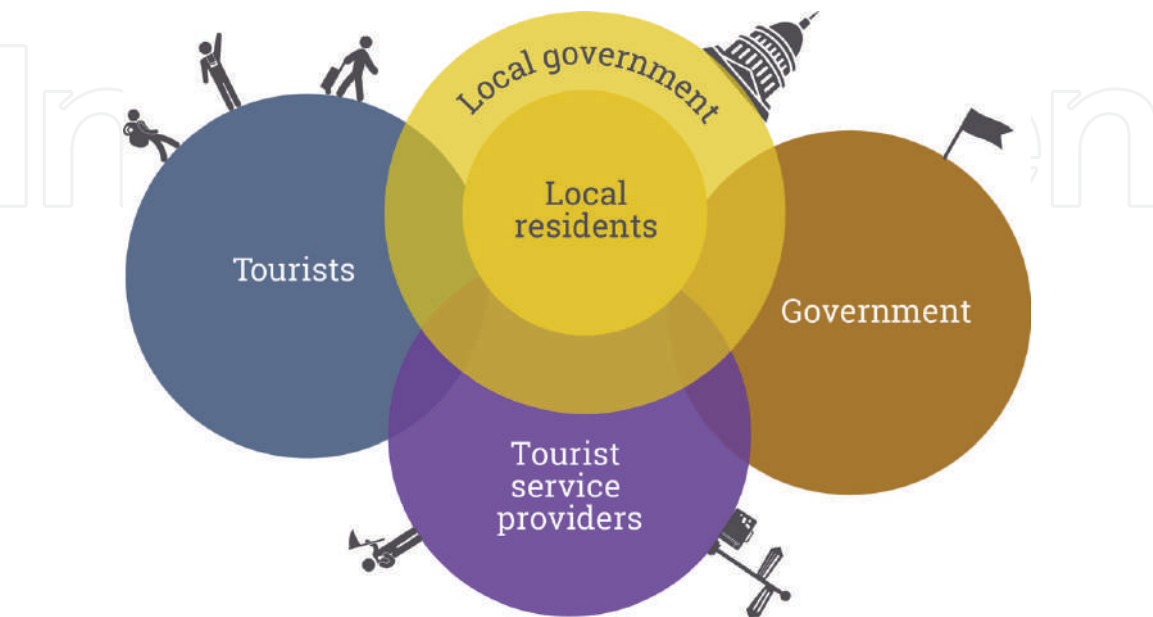 Local government
Local
residents
Tourists
Government
Tourist
service
providers